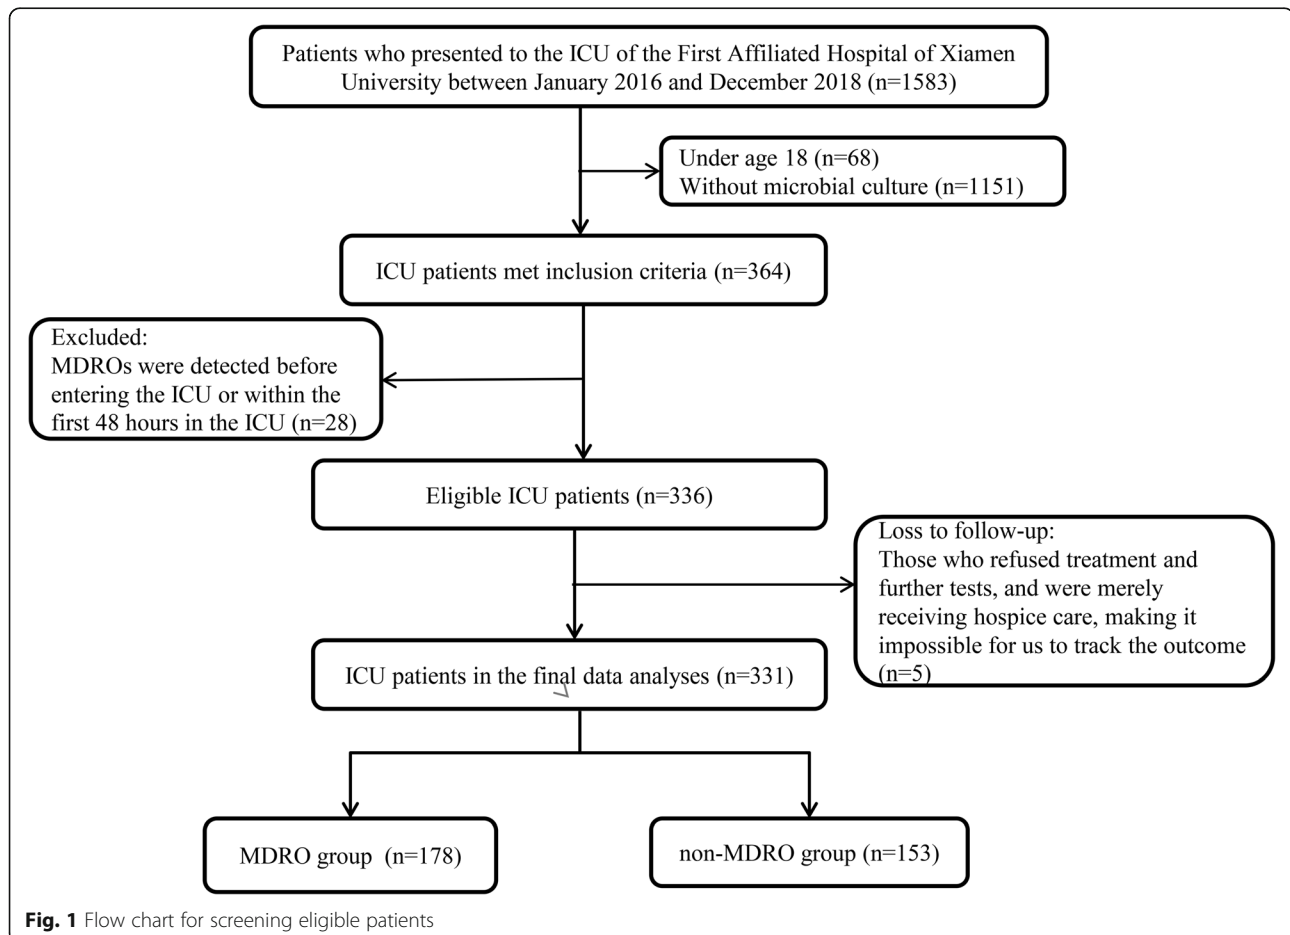 Patients who presented to the ICU of the First Affiliated Hospital of Xiamen
University between January 2016 and December 2018 (n=1583)
Under age 18 (n=68)
Without microbial culture (n=1151)
ICU patients met inclusion criteria (n=364)
Excluded:
MDROs were detected before
entering the ICU or within the
first 48 hours in the ICU (n=28)
Eligible ICU patients (n=336)
Loss to follow-up:
Those who refused treatment and
further tests, and were merely
receiving hospice care, making it
impossible for us to track the outcome
(n=5)
ICU patients in the final data analyses (n=331)
MDRO group (n=178)
non-MDRO group (n=153)
Fig. 1 Flow chart for screening eligible patients